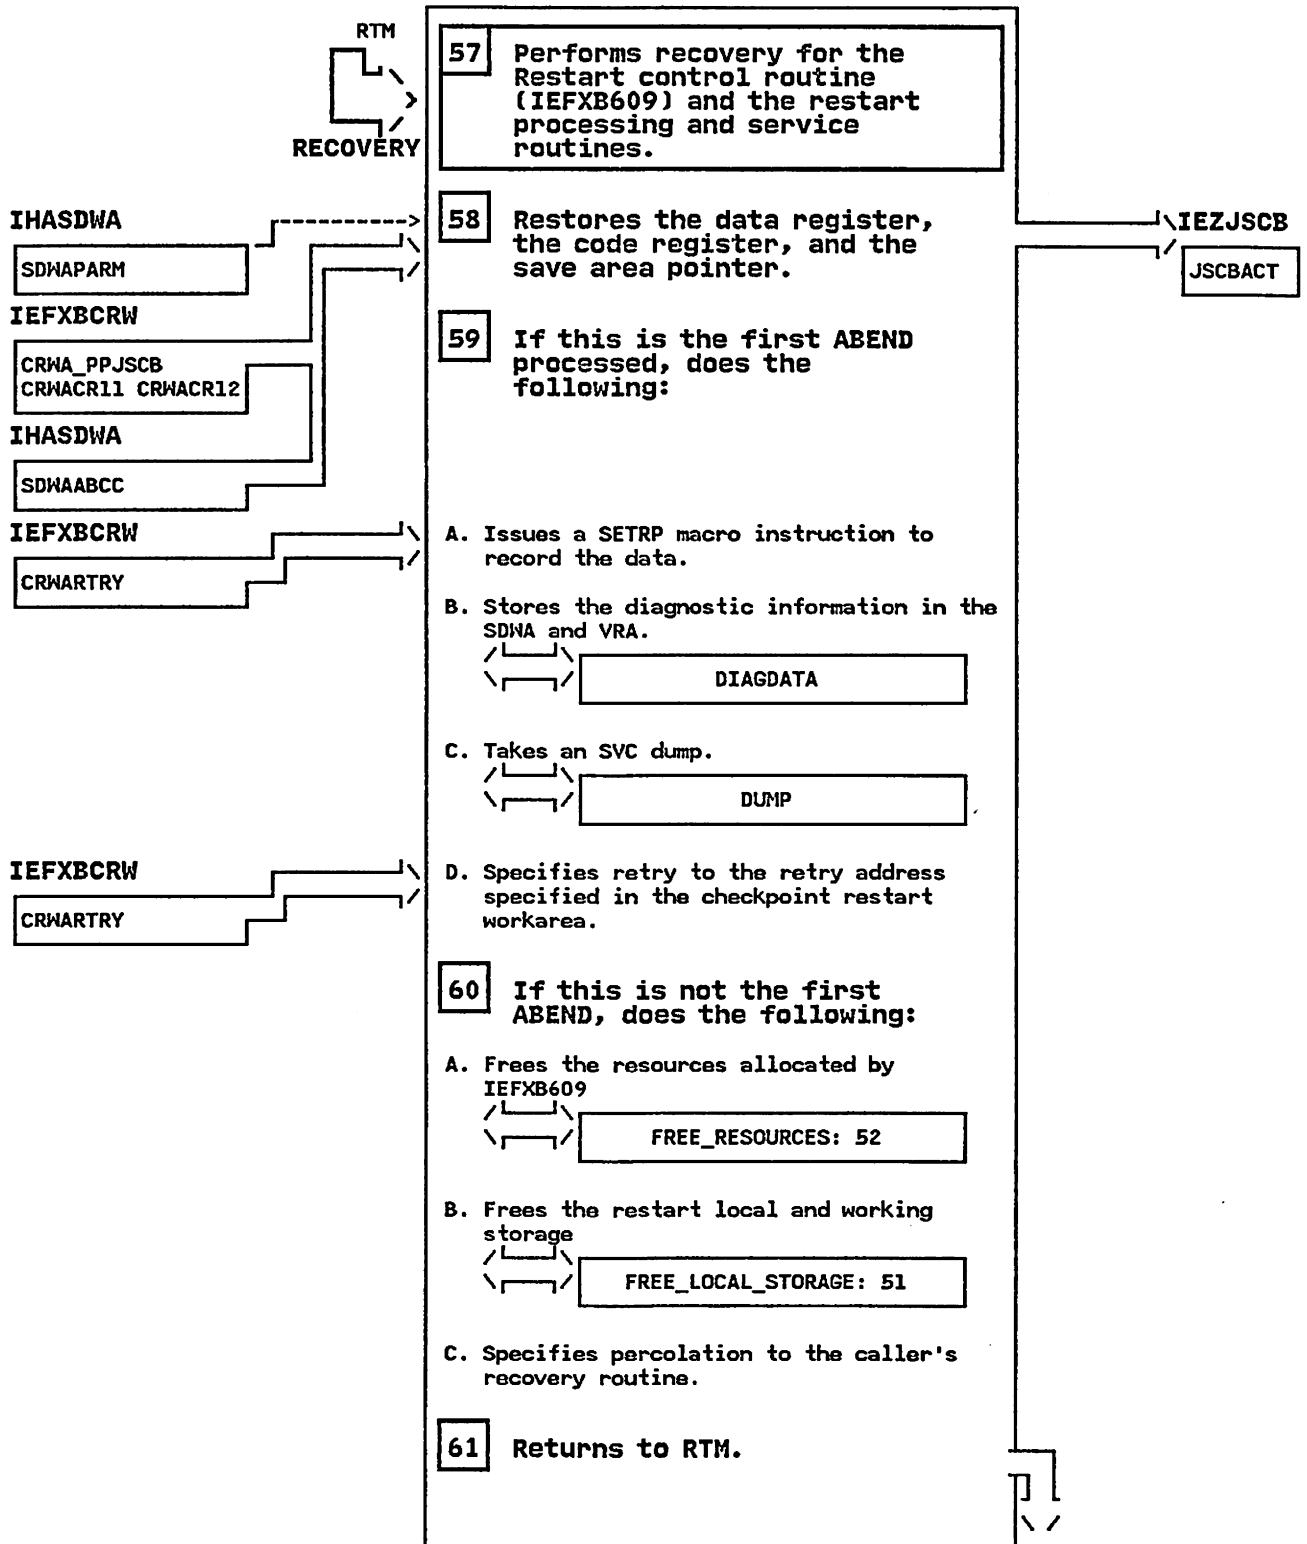 RTM
RECOVERY
57 Performs recovery for the
Restart control routine
(IEFXB609) and the restart
processing and service
routines.
IHASDWA
SDWAPARM
58 Restores the data register,
the code register, and the
save area pointer.
IEZJSCB
JSCBACT
IEFXBCRW
CRWA_PPJSCB
CRWACR11 CRWACR12
59 If this is the first ABEND
processed, does the
following:
IHASDWA
SDWAABCC
IEFXBCRW
CRWARTRY
A. Issues a SETRP macro instruction to
record the data.
B. Stores the diagnostic information in the
SDWA and VRA.
DIAGDATA
C. Takes an SVC dump.
DUMP
IEFXBCRW
CRWARTRY
D. Specifies retry to the retry address
specified in the checkpoint restart
workarea.
60 If this is not the first
ABEND, does the following:
A. Frees the resources allocated by
IEFXB609
FREE_RESOURCES: 52
B. Frees the restart local and working
storage
FREE_LOCAL_STORAGE: 51
C. Specifies percolation to the caller's
recovery routine.
61 Returns to RTM.